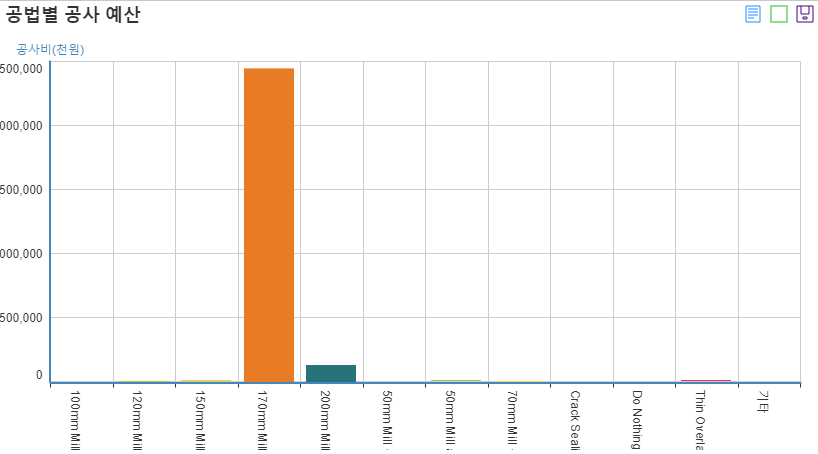 공법별 공사 예산
공사비(천원)
500,000
000,000
500,000
000,000
500,000
0
100mm Mill
120mm Mill
150mm Mill
170mm Mill
200mm Mill
50mm Mill
50mm Mill
70mm Mill
Crack Seali
Do Nothing
Thin Overla
기타